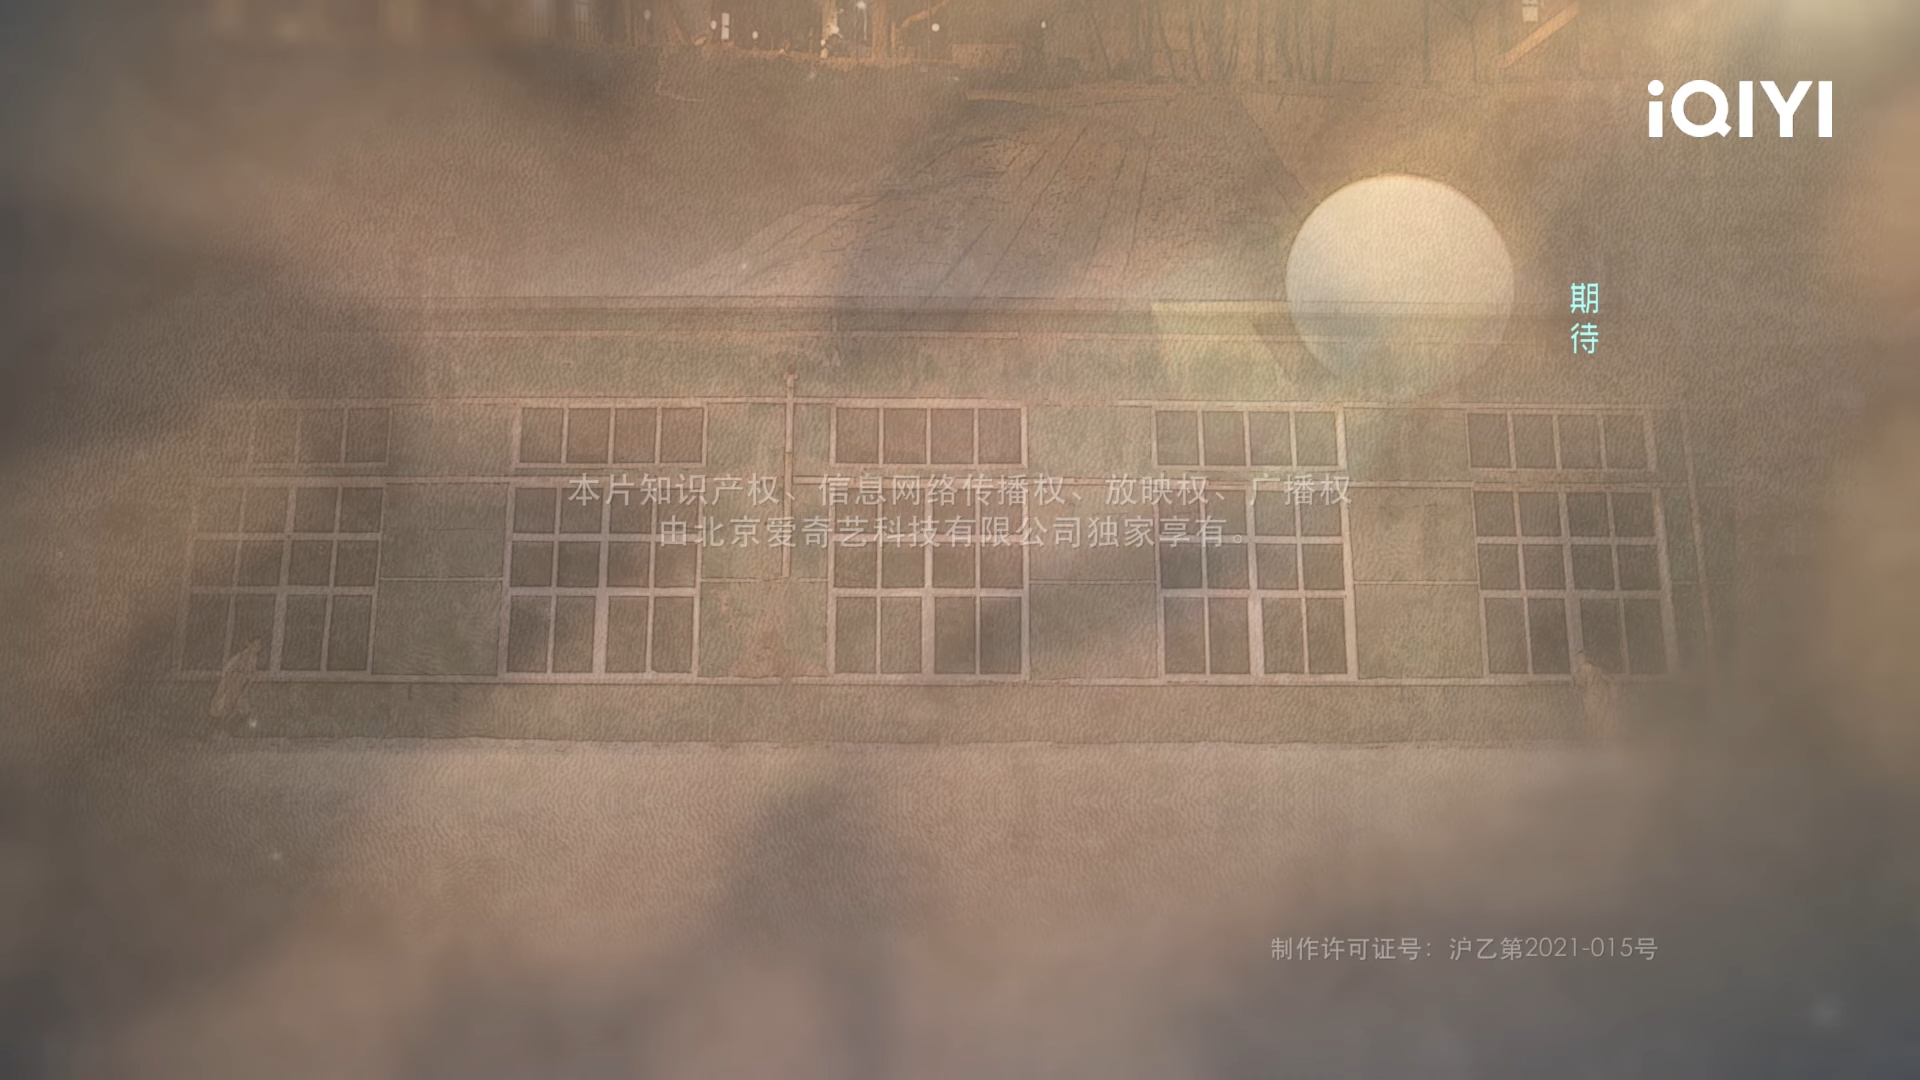 iQIYI
期待
本片知识产权、信息网络传播权、放映权、广播权
由北京爱奇艺科技有限公司独家享有。
制作许可证号：沪乙第2021-015号